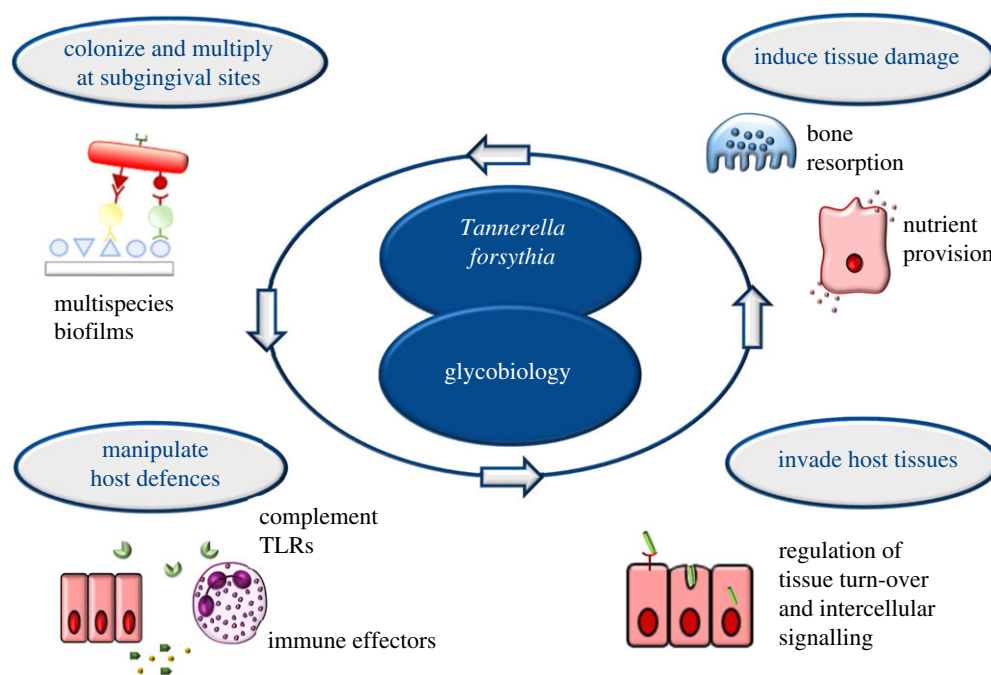 colonize and multiply
at subgingival sites
multispecies
biofilms
induce tissue damage
bone
resorption
nutrient
provision
Tannerella
forsythia
glycobiology
manipulate
host defences
complement
TLRs
immune effectors
invade host tissues
regulation of
tissue turn-over
and intercellular
signalling